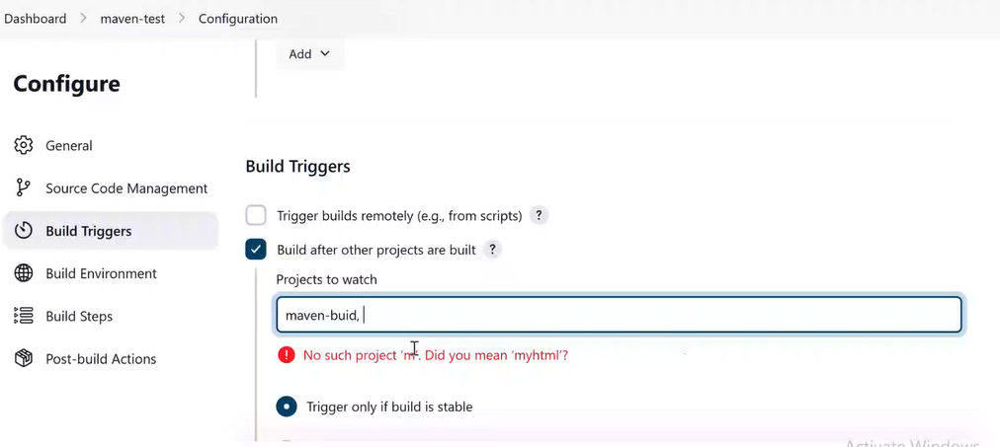 Dashboard > maven-test > Configuration
Add
Configure
General
Source Code Management
Build Triggers
Build Environment
Build Steps
Post-build Actions
Build Triggers
Trigger builds remotely (e.g., from scripts) ?
Build after other projects are built ?
Projects to watch
maven-buid,
No such project 'm'. Did you mean 'myhtml'?
Trigger only if build is stable
Activate Windows